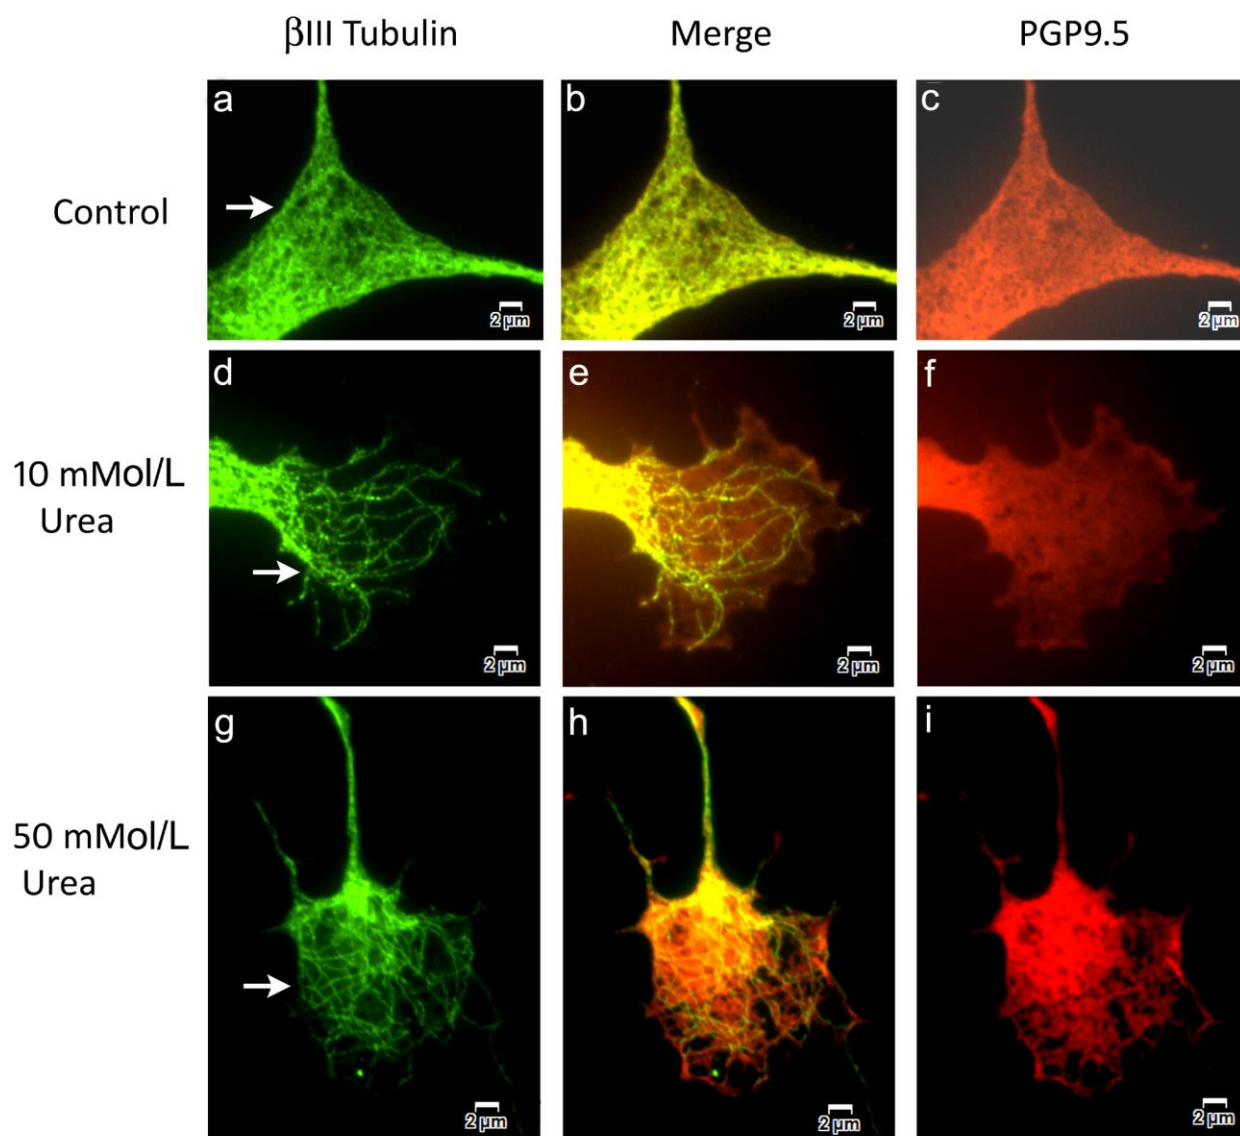 βIII Tubulin Merge PGP9.5
Control
a b c
2 μm 2 μm 2 μm
10 mMol/L
Urea
d e f
2 μm 2 μm 2 μm
50 mMol/L
Urea
g h i
2 μm 2 μm 2 μm